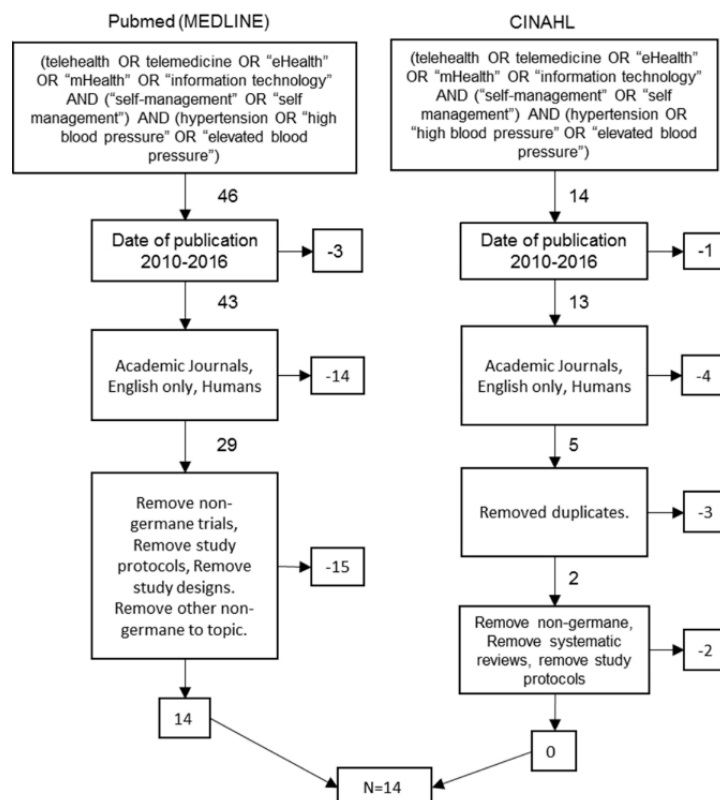 Pubmed (MEDLINE)
(telehealth OR telemedicine OR “eHealth”
OR “mHealth” OR “information technology”
AND (“self-management” OR “self
management”) AND (hypertension OR “high
blood pressure” OR “elevated blood
pressure”)
46
Date of publication
2010-2016
-3
43
Academic Journals,
English only, Humans
-14
29
Remove non-
germane trials,
Remove study
protocols, Remove
study designs.
Remove other non-
germane to topic.
-15
14
CINAHL
(telehealth OR telemedicine OR “eHealth”
OR “mHealth” OR “information technology”
AND (“self-management” OR “self
management”) AND (hypertension OR
“high blood pressure” OR “elevated blood
pressure”)
14
Date of publication
2010-2016
-1
13
Academic Journals,
English only, Humans
-4
5
Removed duplicates.
-3
2
Remove non-germane,
Remove systematic
reviews, remove study
protocols
-2
0
N=14